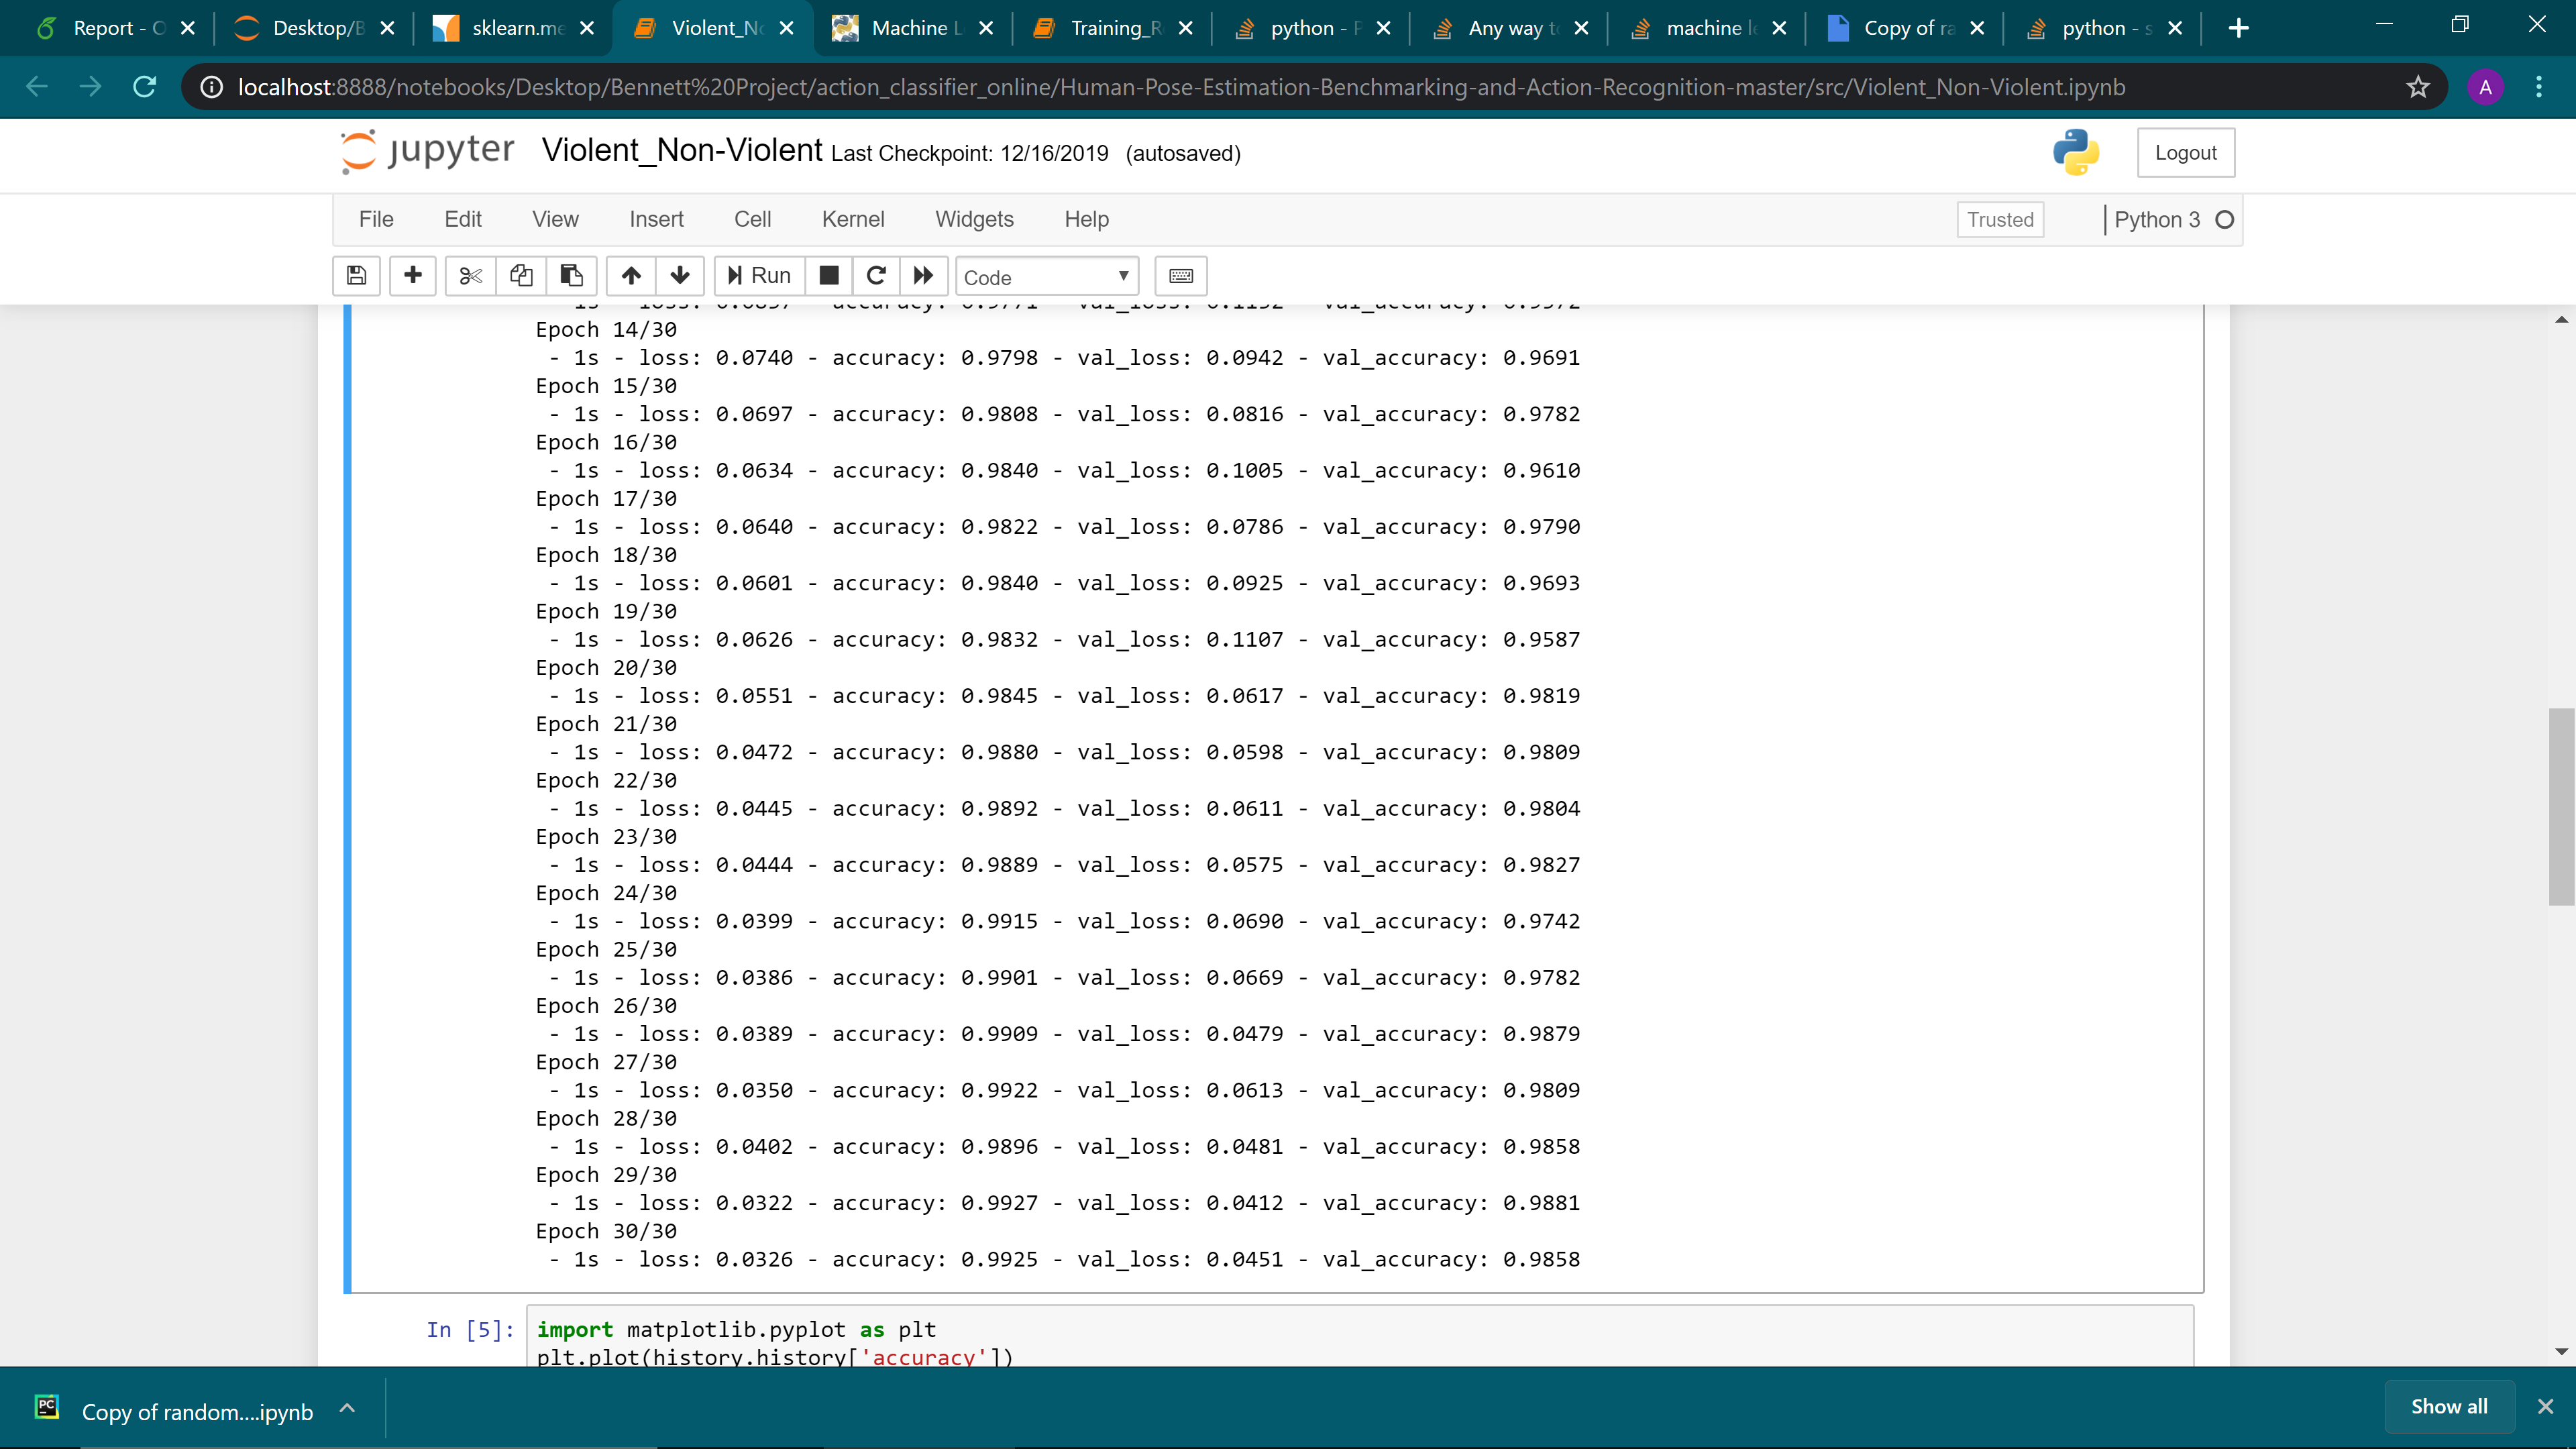 Report - O
Desktop/B
sklearn.me
Violent_No
Machine L
Training_R
python - P
Any way to
machine le
Copy of ra
python - s
localhost:8888/notebooks/Desktop/Bennett%20Project/action_classifier_online/Human-Pose-Estimation-Benchmarking-and-Action-Recognition-master/src/Violent_Non-Violent.ipynb
A
jupyter Violent_Non-Violent Last Checkpoint: 12/16/2019 (autosaved)
Logout
File Edit View Insert Cell Kernel Widgets Help
Trusted
Python 3
Run
Code
Epoch 14/30
- 1s - loss: 0.0740 - accuracy: 0.9798 - val_loss: 0.0942 - val_accuracy: 0.9691
Epoch 15/30
- 1s - loss: 0.0697 - accuracy: 0.9808 - val_loss: 0.0816 - val_accuracy: 0.9782
Epoch 16/30
- 1s - loss: 0.0634 - accuracy: 0.9840 - val_loss: 0.1005 - val_accuracy: 0.9610
Epoch 17/30
- 1s - loss: 0.0640 - accuracy: 0.9822 - val_loss: 0.0786 - val_accuracy: 0.9790
Epoch 18/30
- 1s - loss: 0.0601 - accuracy: 0.9840 - val_loss: 0.0925 - val_accuracy: 0.9693
Epoch 19/30
- 1s - loss: 0.0626 - accuracy: 0.9832 - val_loss: 0.1107 - val_accuracy: 0.9587
Epoch 20/30
- 1s - loss: 0.0551 - accuracy: 0.9845 - val_loss: 0.0617 - val_accuracy: 0.9819
Epoch 21/30
- 1s - loss: 0.0472 - accuracy: 0.9880 - val_loss: 0.0598 - val_accuracy: 0.9809
Epoch 22/30
- 1s - loss: 0.0445 - accuracy: 0.9892 - val_loss: 0.0611 - val_accuracy: 0.9804
Epoch 23/30
- 1s - loss: 0.0444 - accuracy: 0.9889 - val_loss: 0.0575 - val_accuracy: 0.9827
Epoch 24/30
- 1s - loss: 0.0399 - accuracy: 0.9915 - val_loss: 0.0690 - val_accuracy: 0.9742
Epoch 25/30
- 1s - loss: 0.0386 - accuracy: 0.9901 - val_loss: 0.0669 - val_accuracy: 0.9782
Epoch 26/30
- 1s - loss: 0.0389 - accuracy: 0.9909 - val_loss: 0.0479 - val_accuracy: 0.9879
Epoch 27/30
- 1s - loss: 0.0350 - accuracy: 0.9922 - val_loss: 0.0613 - val_accuracy: 0.9809
Epoch 28/30
- 1s - loss: 0.0402 - accuracy: 0.9896 - val_loss: 0.0481 - val_accuracy: 0.9858
Epoch 29/30
- 1s - loss: 0.0322 - accuracy: 0.9927 - val_loss: 0.0412 - val_accuracy: 0.9881
Epoch 30/30
- 1s - loss: 0.0326 - accuracy: 0.9925 - val_loss: 0.0451 - val_accuracy: 0.9858
In [5]: import matplotlib.pyplot as plt
plt.plot(history.history['accuracy'])
PC
Copy of random....ipynb
Show all